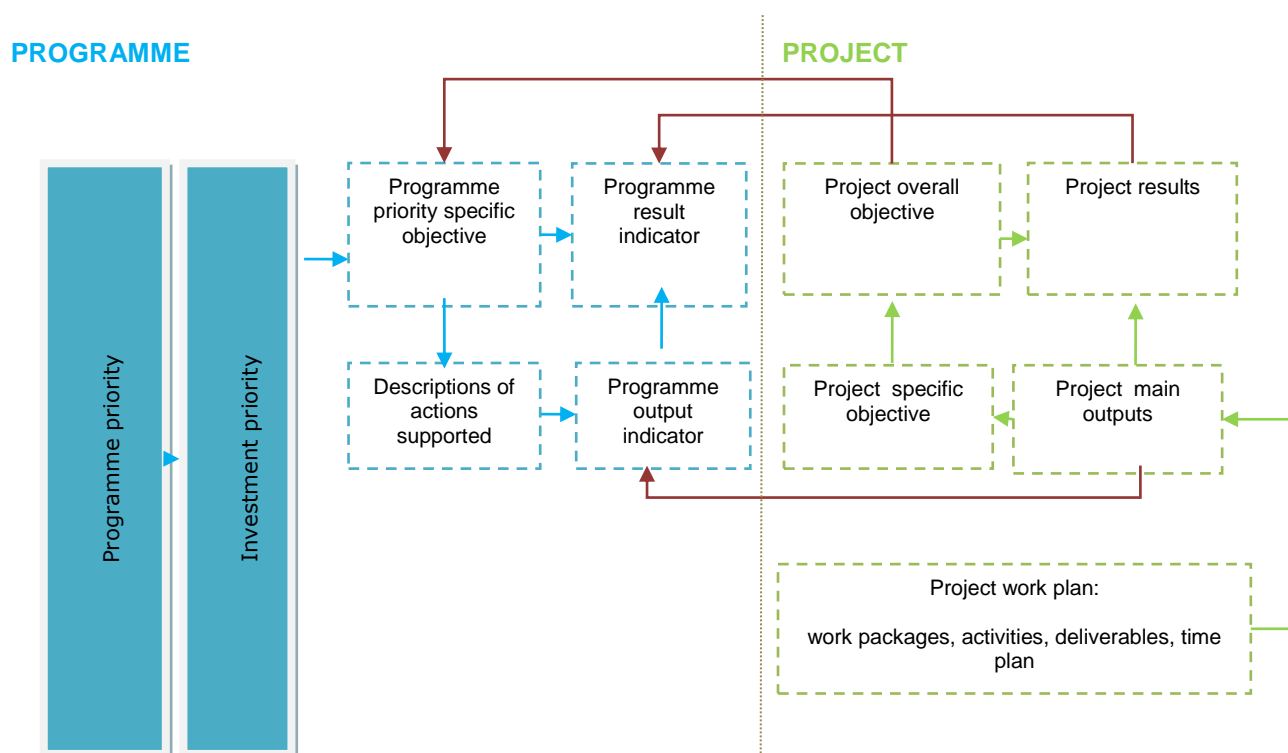 PROGRAMME
PROJECT
Programme priority
Investment priority
Programme
priority specific
objective
Programme
result
indicator
Project overall
objective
Project results
Descriptions of
actions
supported
Programme
output
indicator
Project specific
objective
Project main
outputs
Project work plan:
work packages, activities, deliverables, time
plan